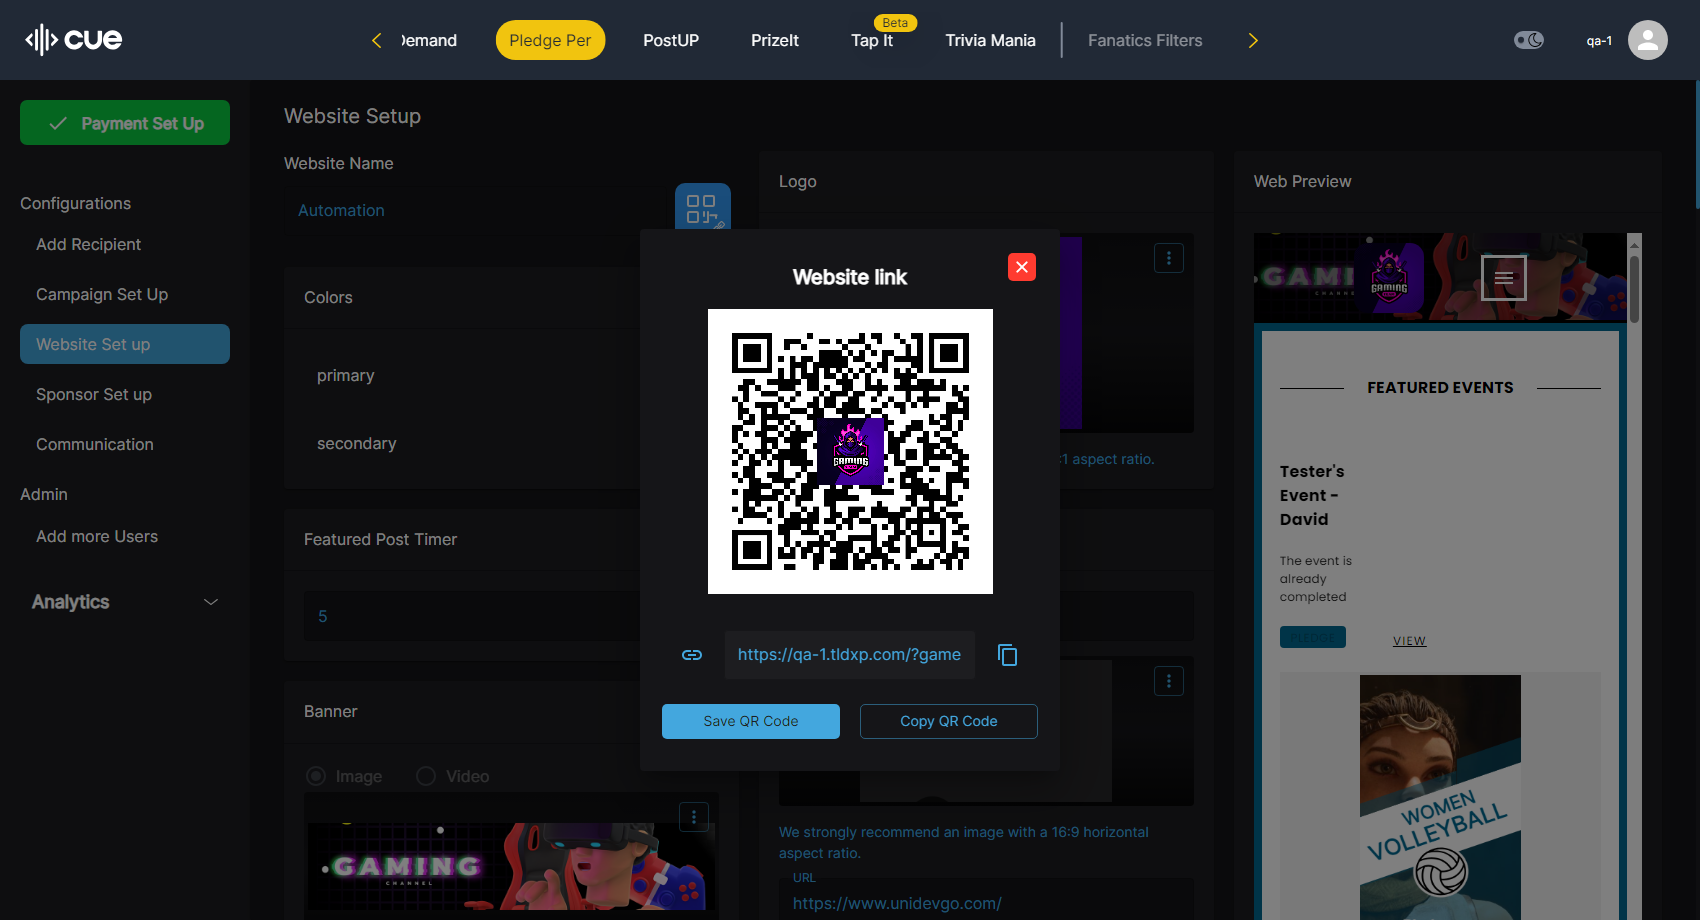 cue
Demand
Pledge Per
PostUP
PrizeIt
Beta
Tap It
Trivia Mania
Fanatics Filters
qa-1
Payment Set Up
Configurations
Add Recipient
Campaign Set Up
Website Set up
Sponsor Set up
Communication
Admin
Add more Users
Analytics
Website Setup
Website Name
Automation
Colors
primary
secondary
Featured Post Timer
5
Banner
Image
Video
GAMING
CHANNEL
Logo
:1 aspect ratio.
We strongly recommend an image with a 16:9 horizontal
aspect ratio.
URL
https://www.unidevgo.com/
Website link
GAMING
https://qa-1.tldxp.com/?game
Save QR Code
Copy QR Code
Web Preview
GAMING
CHANNEL
GAMING
FEATURED EVENTS
Tester's
Event -
David
The event is
already
completed
PLEDGE
VIEW
WOMEN
VOLLEYBALL